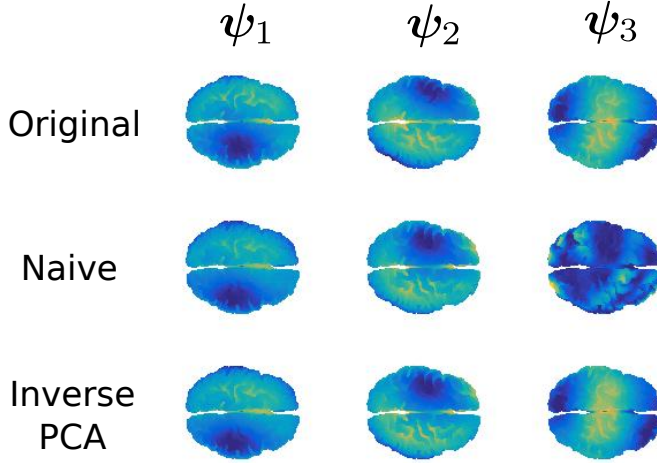 ψ1 ψ2 ψ3
Original
Naive
Inverse
PCA